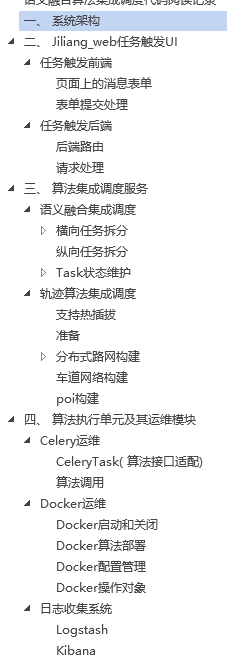 语义融合算法集成调度代码阅读记录
一、 系统架构
二、 Jiliang_web任务触发UI
任务触发前端
页面上的消息表单
表单提交处理
任务触发后端
后端路由
请求处理
三、 算法集成调度服务
语义融合集成调度
横向任务拆分
纵向任务拆分
Task状态维护
轨迹算法集成调度
支持热插拔
准备
分布式路网构建
车道网络构建
poi构建
四、 算法执行单元及其运维模块
Celery运维
CeleryTask( 算法接口适配)
算法调用
Docker运维
Docker启动和关闭
Docker算法部署
Docker配置管理
Docker操作对象
日志收集系统
Logstash
Kibana